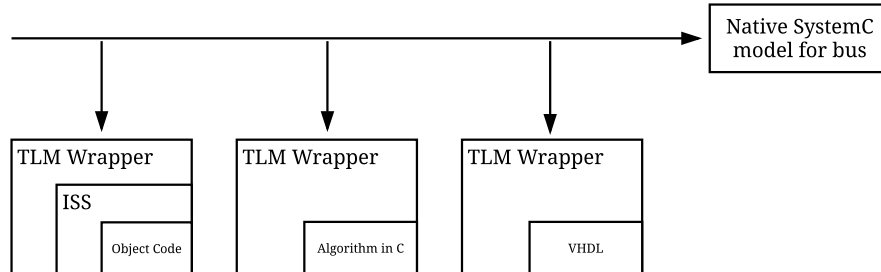 Native SystemC
model for bus
TLM Wrapper
TLM Wrapper
TLM Wrapper
ISS
Object Code
Algorithm in C
VHDL